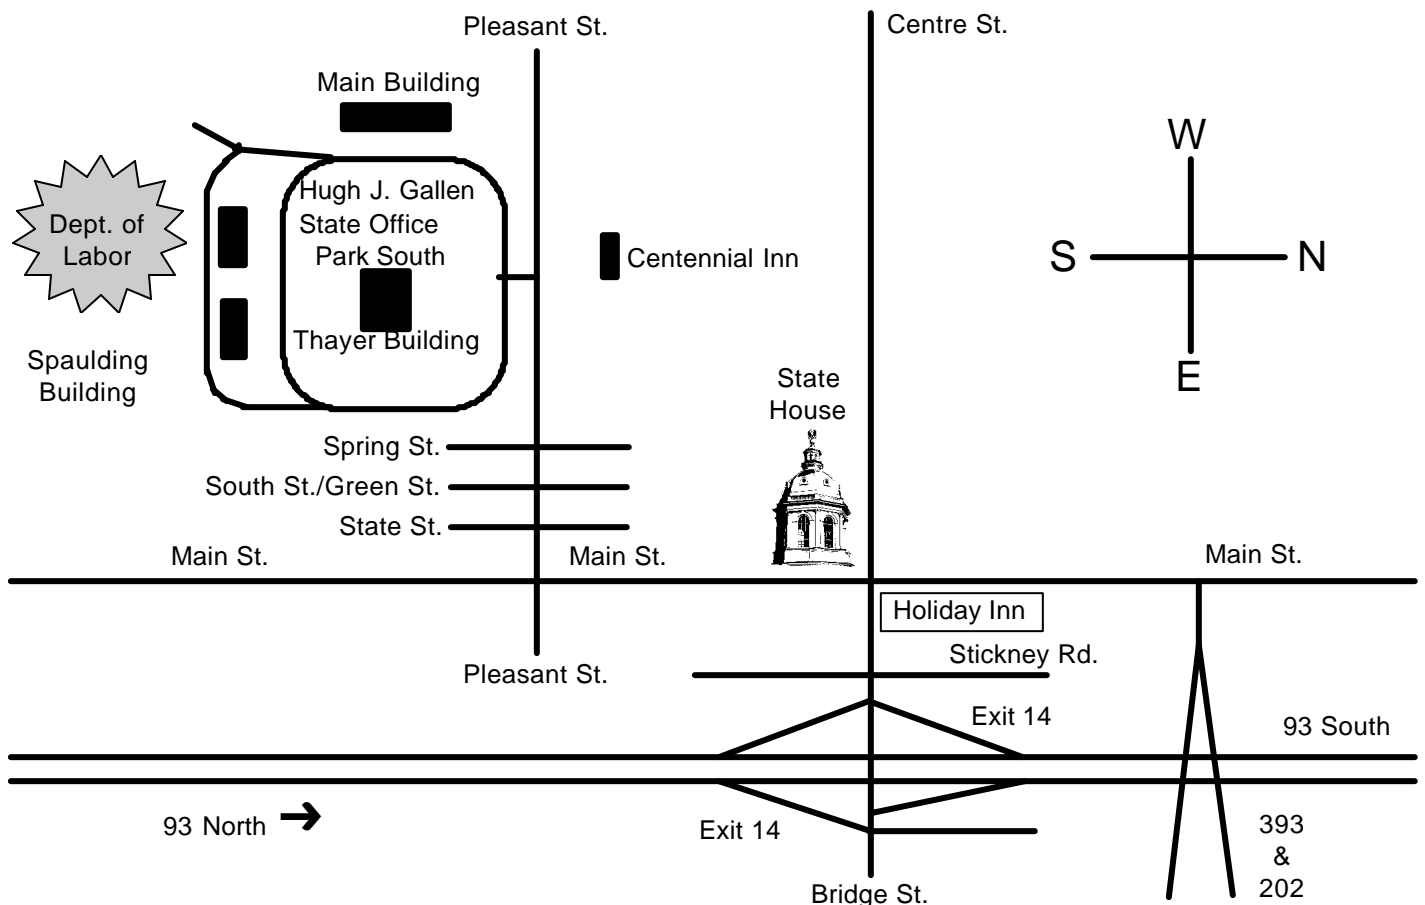 Pleasant St.
Centre St.
Main Building
W
Hugh J. Gallen
State Office
Park South
Dept. of
Labor
Centennial Inn
S
N
Thayer Building
Spaulding
Building
E
State
House
Spring St.
South St./Green St.
State St.
Main St.
Main St.
Main St.
Holiday Inn
Stickney Rd.
Pleasant St.
Exit 14
93 South
93 North
Exit 14
393
&
202
Bridge St.